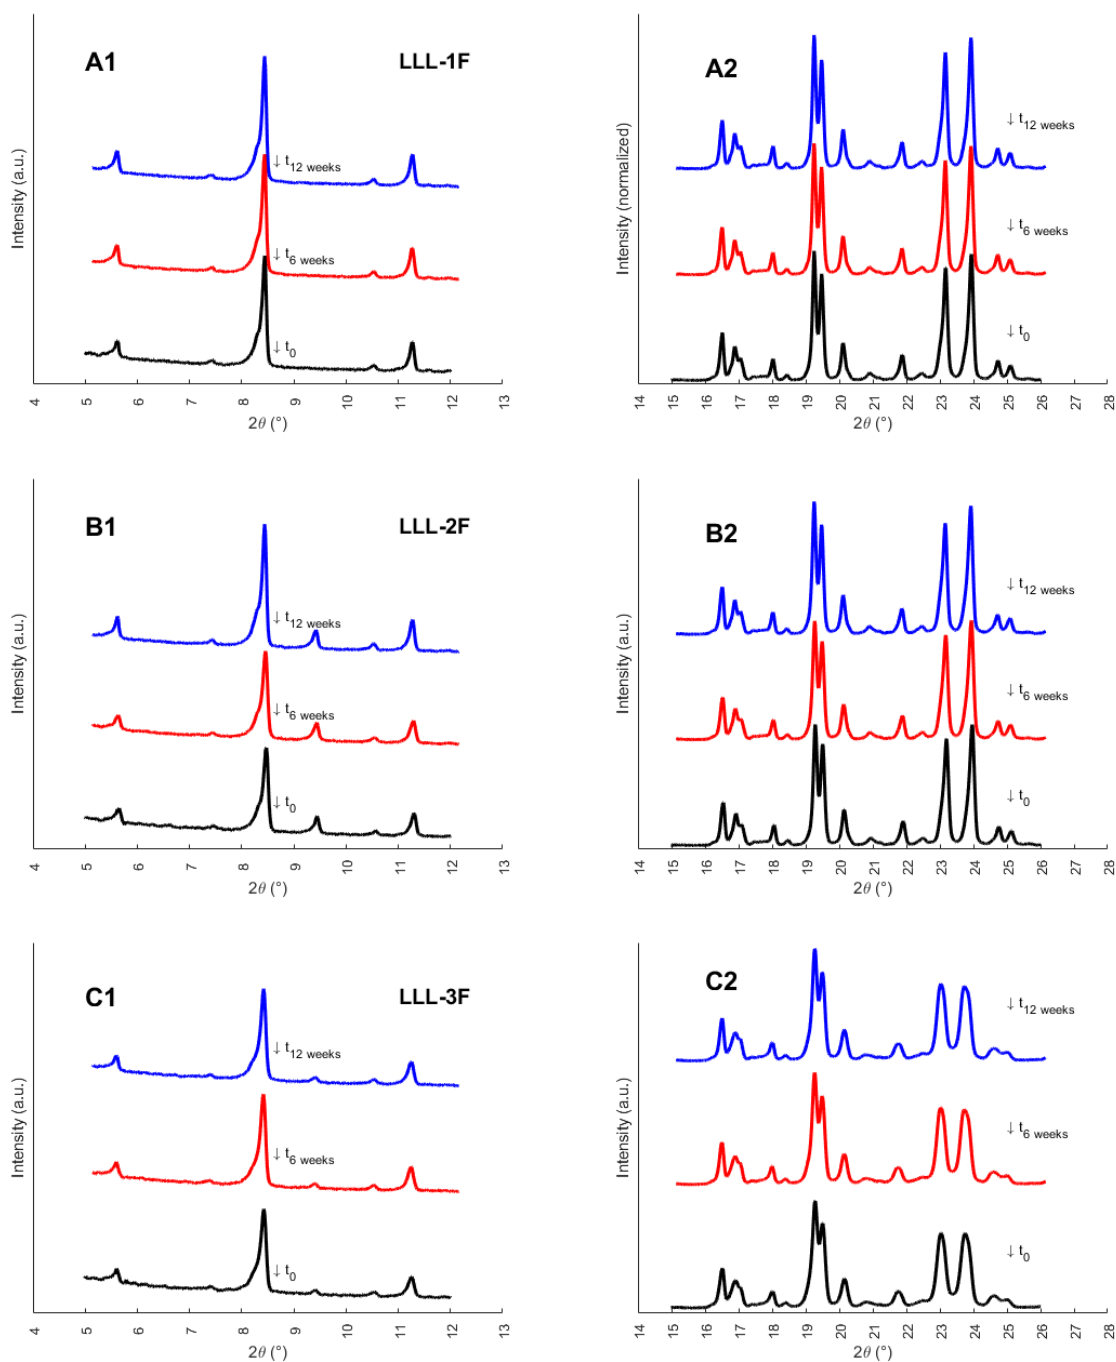 A1
LLL-1F
Intensity (a.u.)
↓ t12 weeks
↓ t6 weeks
↓ t0
4 5 6 7 8 9 10 11 12 13
2θ (°)
A2
Intensity (normalized)
↓ t12 weeks
↓ t6 weeks
↓ t0
14 15 16 17 18 19 20 21 22 23 24 25 26 27 28
2θ (°)
B1
LLL-2F
Intensity (a.u.)
↓ t12 weeks
↓ t6 weeks
↓ t0
4 5 6 7 8 9 10 11 12 13
2θ (°)
B2
Intensity (a.u.)
↓ t12 weeks
↓ t6 weeks
↓ t0
14 15 16 17 18 19 20 21 22 23 24 25 26 27 28
2θ (°)
C1
LLL-3F
Intensity (a.u.)
↓ t12 weeks
↓ t6 weeks
↓ t0
4 5 6 7 8 9 10 11 12 13
2θ (°)
C2
Intensity (a.u.)
↓ t12 weeks
↓ t6 weeks
↓ t0
14 15 16 17 18 19 20 21 22 23 24 25 26 27 28
2θ (°)